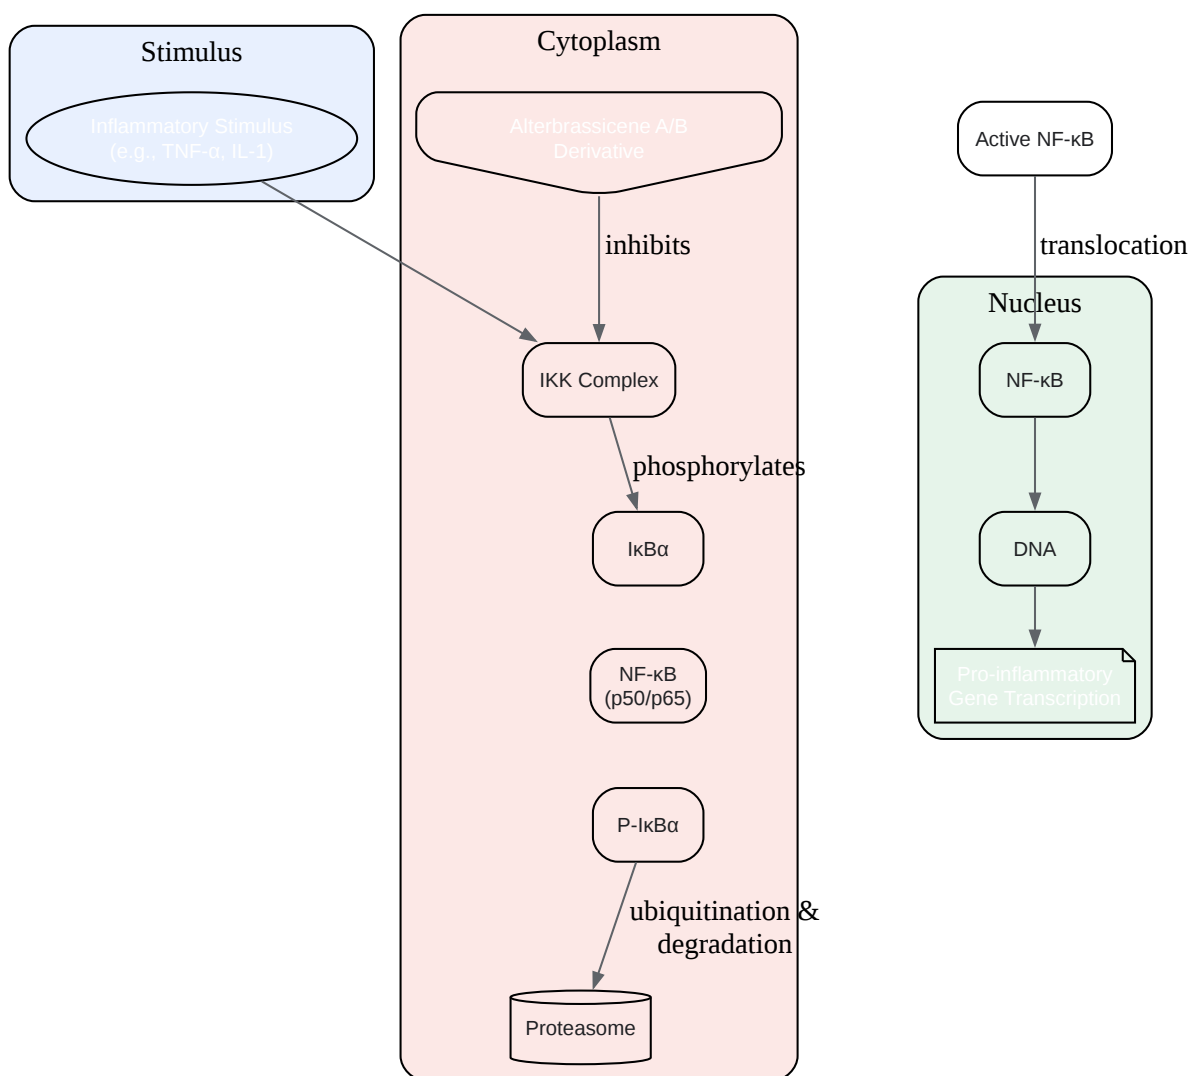 Stimulus
Inflammatory Stimulus
(e.g., TNF-α, IL-1)
Cytoplasm
Alterbrassicene A/B
Derivative
inhibits
IKK Complex
phosphorylates
IκBα
NF-κB
(p50/p65)
P-IκBα
ubiquitination &
degradation
Proteasome
Active NF-κB
translocation
Nucleus
NF-κB
DNA
Pro-inflammatory
Gene Transcription